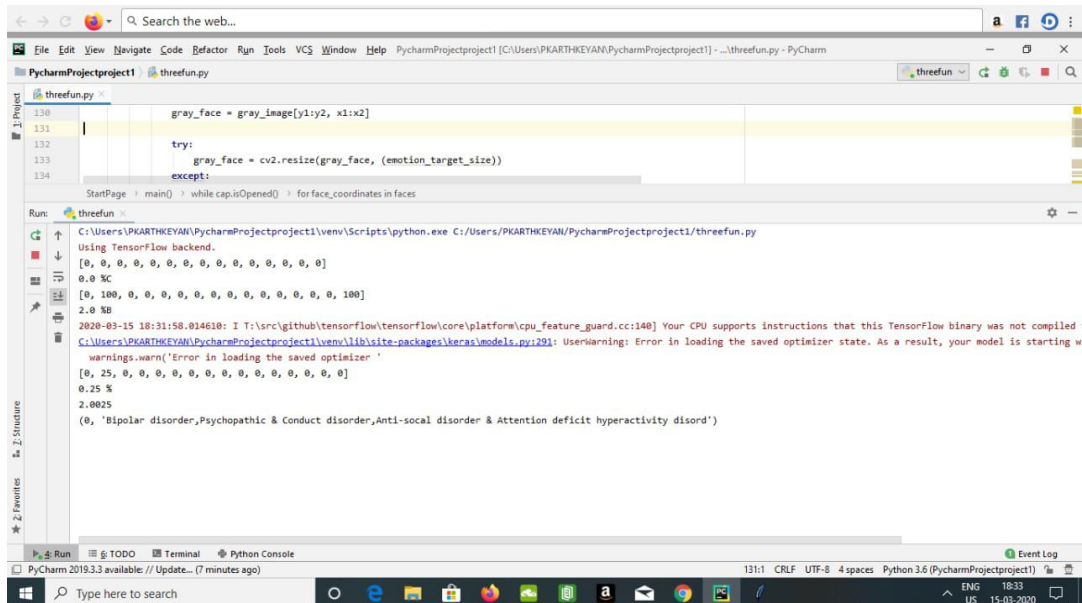 Search the web...
File Edit View Navigate Code Refactor Run Tools VCS Window Help PycharmProjectproject1 [C:\Users\PKARTHKEYAN\PycharmProjectproject1] - ...\threefun.py - PyCharm
PycharmProjectproject1 threefun.py threefun
1: Project
threefun.py
130 gray_face = gray_image[y1:y2, x1:x2]
131
132 try:
133 gray_face = cv2.resize(gray_face, (emotion_target_size))
134 except:
StartPage main() while cap.isOpened() for face_coordinates in faces
Run: threefun
C:\Users\PKARTHKEYAN\PycharmProjectproject1\venv\Scripts\python.exe C:/Users/PKARTHKEYAN/PycharmProjectproject1/threefun.py
Using TensorFlow backend.
[0, 0, 0, 0, 0, 0, 0, 0, 0, 0, 0, 0, 0, 0, 0]
0.0 %C
[0, 100, 0, 0, 0, 0, 0, 0, 0, 0, 0, 0, 0, 0, 100]
2.0 %B
2020-03-15 18:31:58.014610: I T:\src\github\tensorflow\tensorflow\core\platform\cpu_feature_guard.cc:140] Your CPU supports instructions that this TensorFlow binary was not compiled
C:\Users\PKARTHKEYAN\PycharmProjectproject1\venv\lib\site-packages\keras\models.py:291: UserWarning: Error in loading the saved optimizer state. As a result, your model is starting w
warnings.warn('Error in loading the saved optimizer '
[0, 25, 0, 0, 0, 0, 0, 0, 0, 0, 0, 0, 0, 0, 0]
0.25 %
2.0025
(0, 'Bipolar disorder,Psychopathic & Conduct disorder,Anti-socal disorder & Attention deficit hyperactivity disord')
7: Structure
2: Favorites
4: Run 6: TODO Terminal Python Console Event Log
PyCharm 2019.3.3 available: // Update... (7 minutes ago) 131:1 CRLF UTF-8 4 spaces Python 3.6 (PycharmProjectproject1)
Type here to search
ENG 18:33
US 15-03-2020